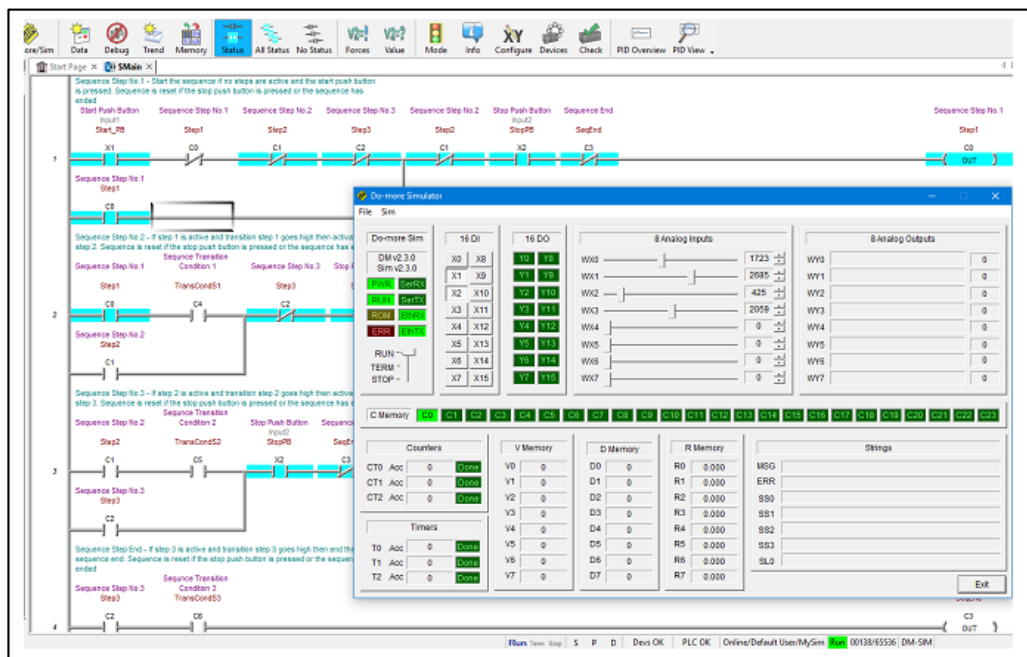 ore/Sim Data Debug Trend Memory Status All Status No Status Forces Value Mode Info Configure Devices Check PID Overview PID View
Start Page × $Main ×
Sequence Step No.1 - Start the sequence if no steps are active and the start push button
is pressed. Sequence is reset if the stop push button is pressed or the sequence has
ended
Start Push Button Sequence Step No.1 Sequence Step No.2 Sequence Step No.3 Sequence Step No.2 Stop Push Button Sequence End Sequence Step No.1
Input1 Input2
Start_PB Step1 Step2 Step3 Step2 StopPB SeqEnd Step1
X1 C0 C1 C2 C1 X2 C3 C0
1 OUT
Sequence Step No.1
Step1
C0
Sequence Step No.2 - If step 1 is active and transition step 1 goes high then activat
step 2. Sequence is reset if the stop push button is pressed or the sequence has e
Sequence Transition
Sequence Step No.1 Condition 1 Sequence Step No.3 Stop P
Step1 TransCondS1 Step3
C0 C4 C2
2
Sequence Step No.2
Step2
C1
Sequence Step No.3 - If step 2 is active and transition step 2 goes high then activa
step 3. Sequence is reset if the stop push button is pressed or the sequence has e
Sequnce Transition
Sequence Step No.2 Condition 2 Stop Push Button Sequenc
Input2
Step2 TransCondS2 StopPB SeqEr
C1 C5 X2 C3
3
Sequence Step No.3
Step3
C2
Sequence Step End - If step 3 is active and transition step 3 goes high then end the
sequence end. Sequence is reset if the stop push button is pressed or the sequen
ended
Sequnce Transition
Sequence Step No.3 Condition 3
Step3 TransCondS3
C2 C6 C3
4 OUT
Do-more Simulator
File Sim
Do-more Sim 16 DI 16 DO 8 Analog Inputs 8 Analog Outputs
DM v2.3.0
Sim v2.3.0
PWR SerRX
RUN SerTX
ROM EthRX
ERR EthTX
RUN
TERM
STOP
X0 X8
X1 X9
X2 X10
X3 X11
X4 X12
X5 X13
X6 X14
X7 X15
Y0 Y8
Y1 Y9
Y2 Y10
Y3 Y11
Y4 Y12
Y5 Y13
Y6 Y14
Y7 Y15
WX0 1723
WX1 2685
WX2 425
WX3 2059
WX4 0
WX5 0
WX6 0
WX7 0
WY0 0
WY1 0
WY2 0
WY3 0
WY4 0
WY5 0
WY6 0
WY7 0
C Memory C0 C1 C2 C3 C4 C5 C6 C7 C8 C9 C10 C11 C12 C13 C14 C15 C16 C17 C18 C19 C20 C21 C22 C23
Counters
CT0 .Acc 0 Done
CT1 .Acc 0 Done
CT2 .Acc 0 Done
Timers
T0 .Acc 0 Done
T1 .Acc 0 Done
T2 .Acc 0 Done
V Memory
V0 0
V1 0
V2 0
V3 0
V4 0
V5 0
V6 0
V7 0
D Memory
D0 0
D1 0
D2 0
D3 0
D4 0
D5 0
D6 0
D7 0
R Memory
R0 0.000
R1 0.000
R2 0.000
R3 0.000
R4 0.000
R5 0.000
R6 0.000
R7 0.000
Strings
MSG
ERR
SS0
SS1
SS2
SS3
SL0
Exit
Run Term Stop S P D Devs OK PLC OK Online/Default User/MySim Run 00138/65536 DM-SIM